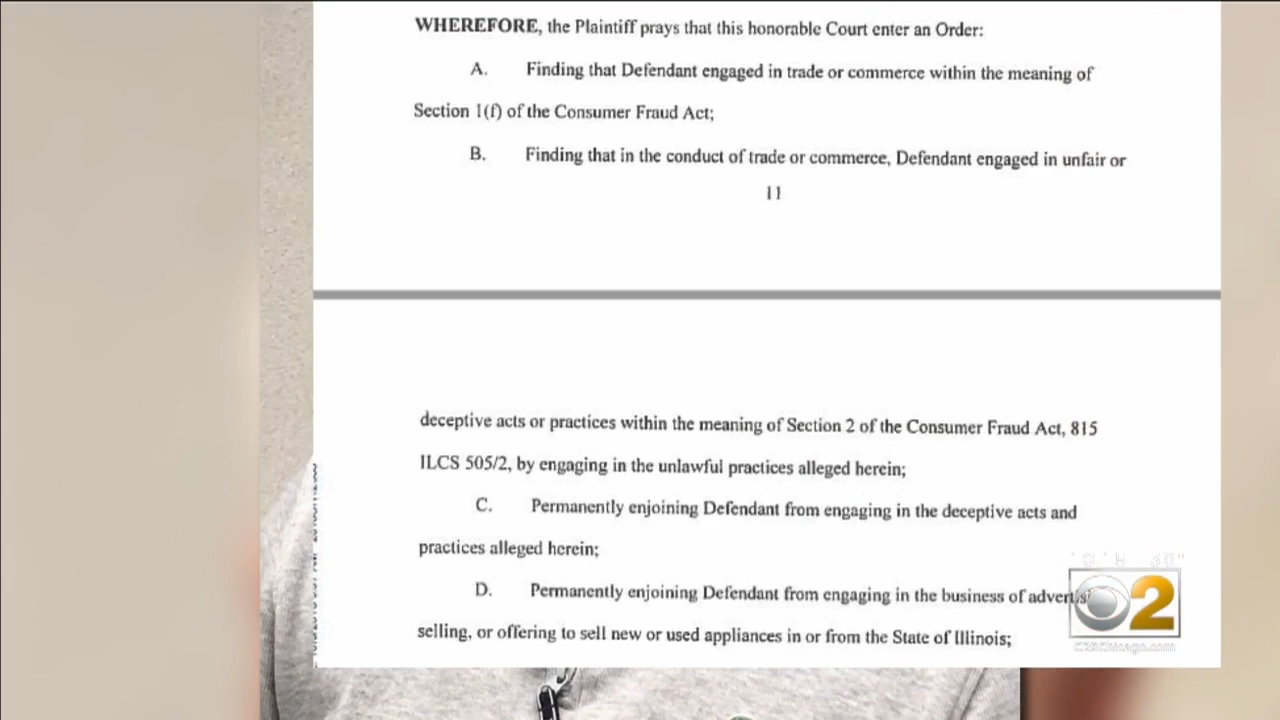 WHEREFORE, the Plaintiff prays that this honorable Court enter an Order:
A. Finding that Defendant engaged in trade or commerce within the meaning of
Section 1(f) of the Consumer Fraud Act;
B. Finding that in the conduct of trade or commerce, Defendant engaged in unfair or
11
deceptive acts or practices within the meaning of Section 2 of the Consumer Fraud Act, 815
ILCS 505/2, by engaging in the unlawful practices alleged herein;
C. Permanently enjoining Defendant from engaging in the deceptive acts and
practices alleged herein;
D. Permanently enjoining Defendant from engaging in the business of
selling, or offering to sell new or used appliances in or from the State of Illinois;
2
CBSChicago.com